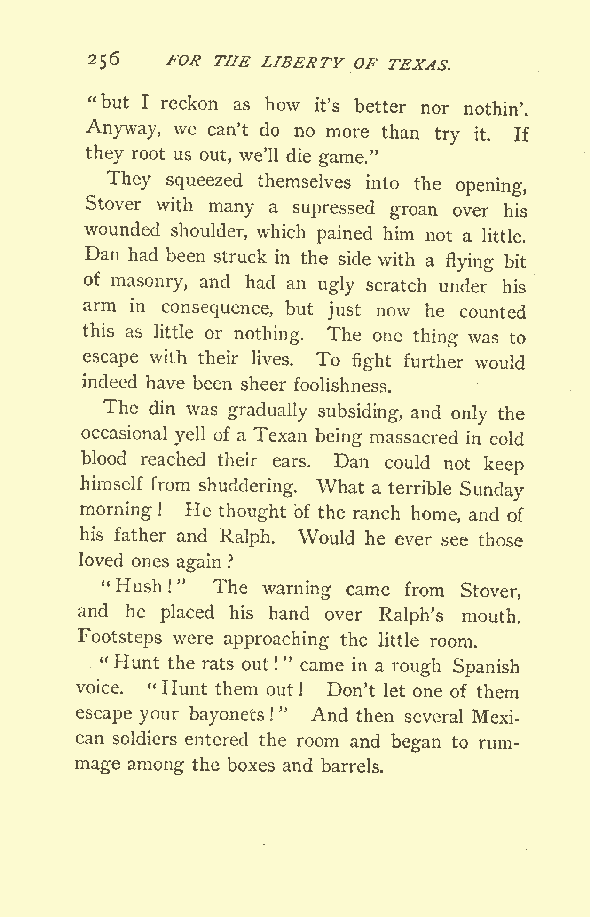 256 FOR THE LIBERTY OF TEXAS.
"but I reckon as how it's better nor nothin'.
Anyway, we can't do no more than try it. If
they root us out, we'll die game."
They squeezed themselves into the opening,
Stover with many a supressed groan over his
wounded shoulder, which pained him not a little.
Dan had been struck in the side with a flying bit
of masonry, and had an ugly scratch under his
arm in consequence, but just now he counted
this as little or nothing. The one thing was to
escape with their lives. To fight further would
indeed have been sheer foolishness.
The din was gradually subsiding, and only the
occasional yell of a Texan being massacred in cold
blood reached their ears. Dan could not keep
himself from shuddering. What a terrible Sunday
morning! He thought of the ranch home, and of
his father and Ralph. Would he ever see those
loved ones again?
"Hush!" The warning came from Stover,
and he placed his hand over Ralph's mouth.
Footsteps were approaching the little room.
"Hunt the rats out!" came in a rough Spanish
voice. "Hunt them out! Don't let one of them
escape your bayonets!" And then several Mexi-
can soldiers entered the room and began to rum-
mage among the boxes and barrels.